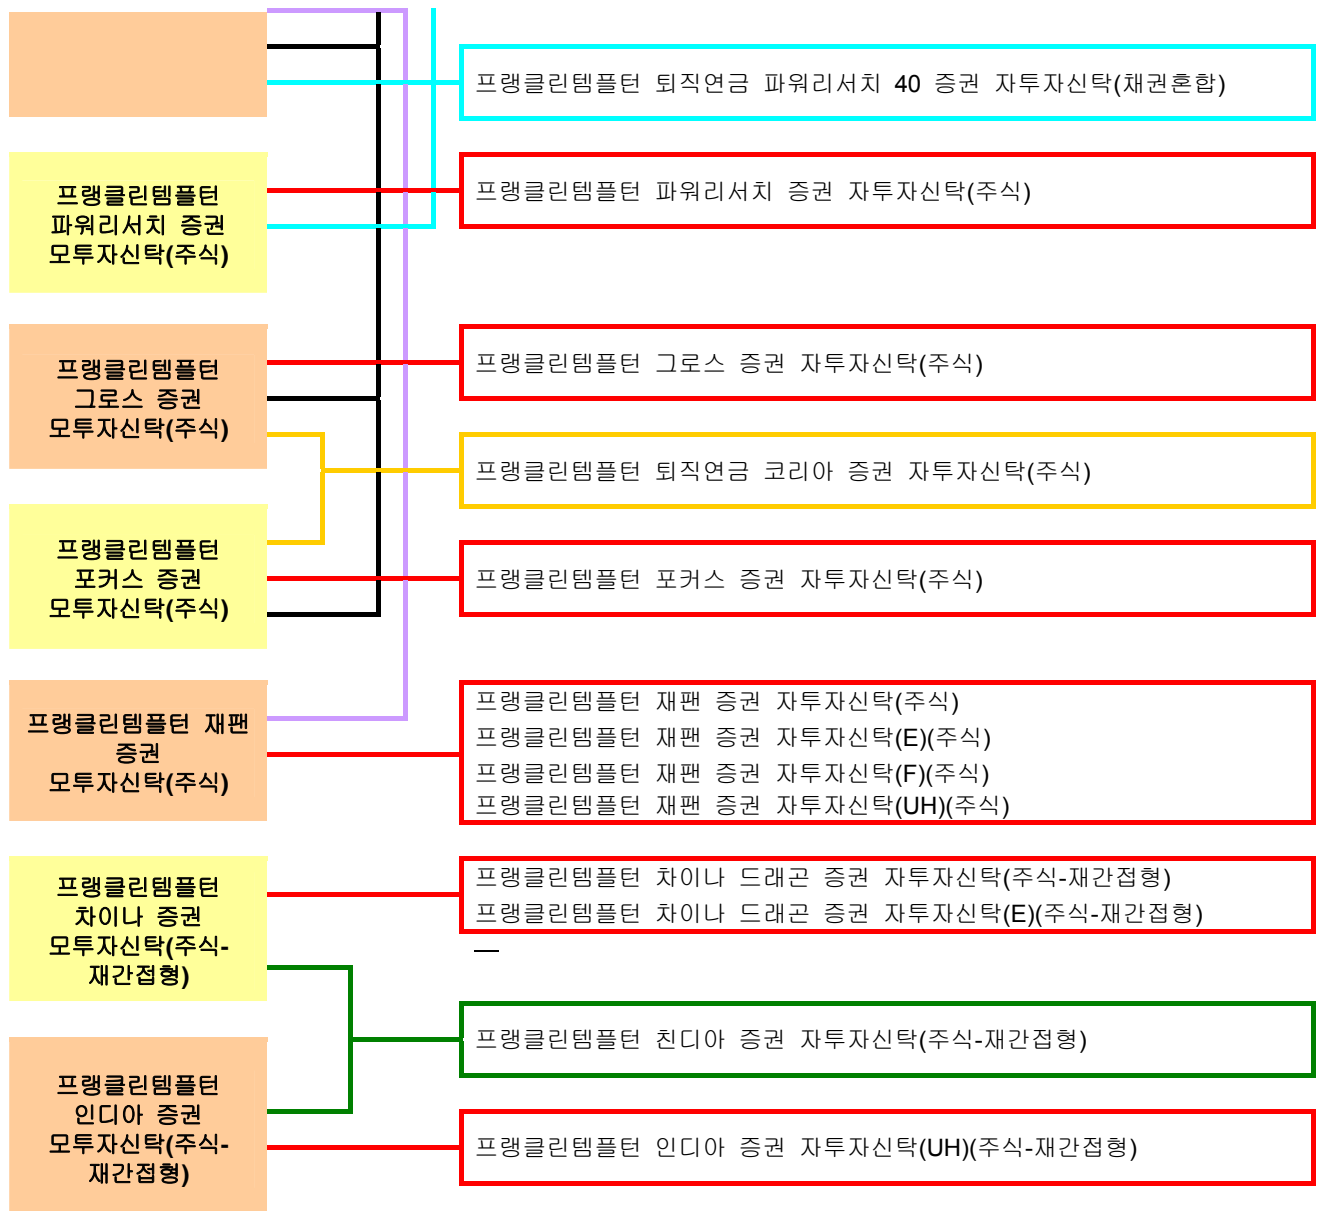 프랭클린템플턴 퇴직연금 파워리서치 40 증권 자투자신탁(채권혼합)
프랭클린템플턴
파워리서치 증권
모투자신탁(주식)
프랭클린템플턴 파워리서치 증권 자투자신탁(주식)
프랭클린템플턴
그로스 증권
모투자신탁(주식)
프랭클린템플턴 그로스 증권 자투자신탁(주식)
프랭클린템플턴 퇴직연금 코리아 증권 자투자신탁(주식)
프랭클린템플턴
포커스 증권
모투자신탁(주식)
프랭클린템플턴 포커스 증권 자투자신탁(주식)
프랭클린템플턴 재팬
증권
모투자신탁(주식)
프랭클린템플턴 재팬 증권 자투자신탁(주식)
프랭클린템플턴 재팬 증권 자투자신탁(E)(주식)
프랭클린템플턴 재팬 증권 자투자신탁(F)(주식)
프랭클린템플턴 재팬 증권 자투자신탁(UH)(주식)
프랭클린템플턴
차이나 증권
모투자신탁(주식-
재간접형)
프랭클린템플턴 차이나 드래곤 증권 자투자신탁(주식-재간접형)
프랭클린템플턴 차이나 드래곤 증권 자투자신탁(E)(주식-재간접형)
프랭클린템플턴 친디아 증권 자투자신탁(주식-재간접형)
프랭클린템플턴
인디아 증권
모투자신탁(주식-
재간접형)
프랭클린템플턴 인디아 증권 자투자신탁(UH)(주식-재간접형)